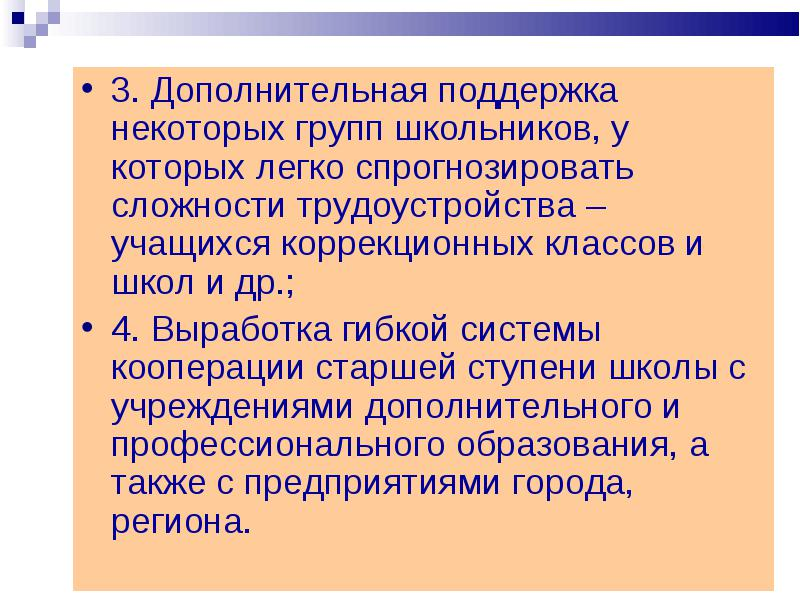 • 3. Дополнительная поддержка
некоторых групп школьников, у
которых легко спрогнозировать
сложности трудоустройства –
учащихся коррекционных классов и
школ и др.;
• 4. Выработка гибкой системы
кооперации старшей ступени школы с
учреждениями дополнительного и
профессионального образования, а
также с предприятиями города,
региона.